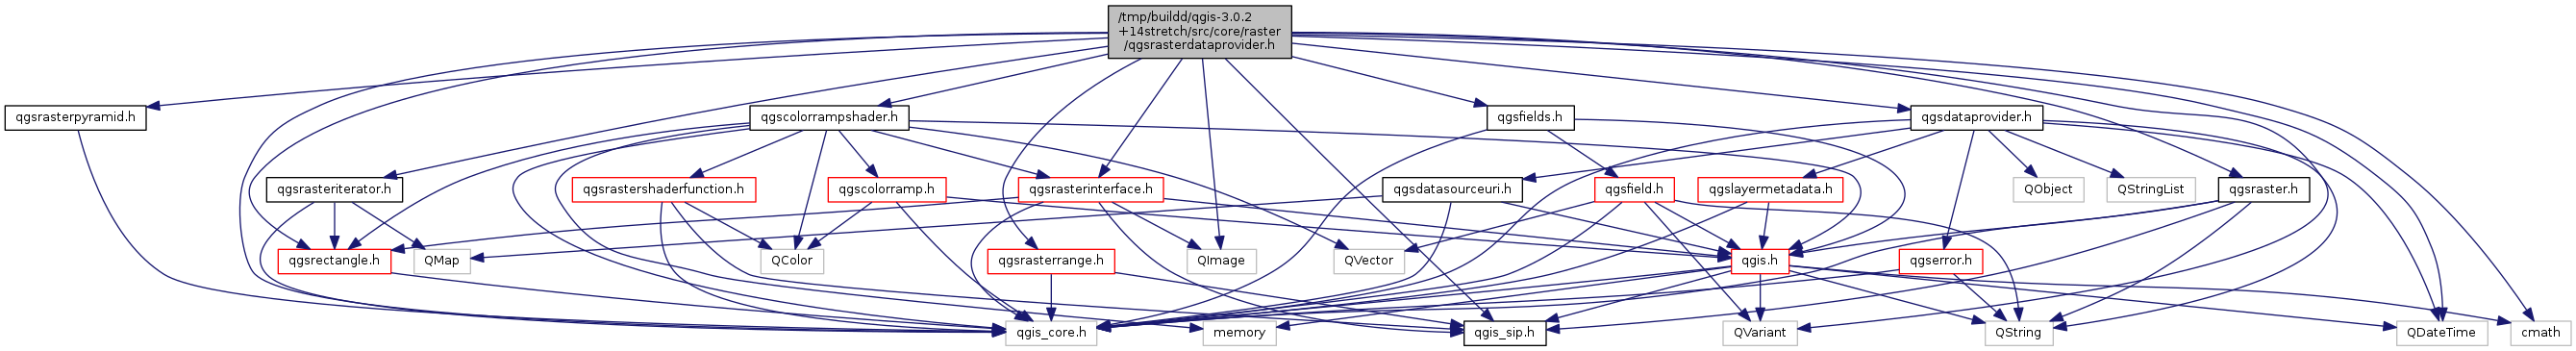 /tmp/buildd/qgis-3.0.2
+14stretch/src/core/raster
/qgsrasterdataprovider.h
qgsrasterpyramid.h
qgscolorrampshader.h
qgsfields.h
qgsdataprovider.h
qgsrasteriterator.h
qgsrastershaderfunction.h
qgscolorramp.h
qgsrasterinterface.h
qgsdatasourceuri.h
qgsfield.h
qgslayermetadata.h
QObject
QStringList
qgsraster.h
qgsrectangle.h
QMap
QColor
qgsrasterrange.h
QImage
QVector
qgis.h
qgserror.h
qgis_core.h
memory
qgis_sip.h
QVariant
QString
QDateTime
cmath